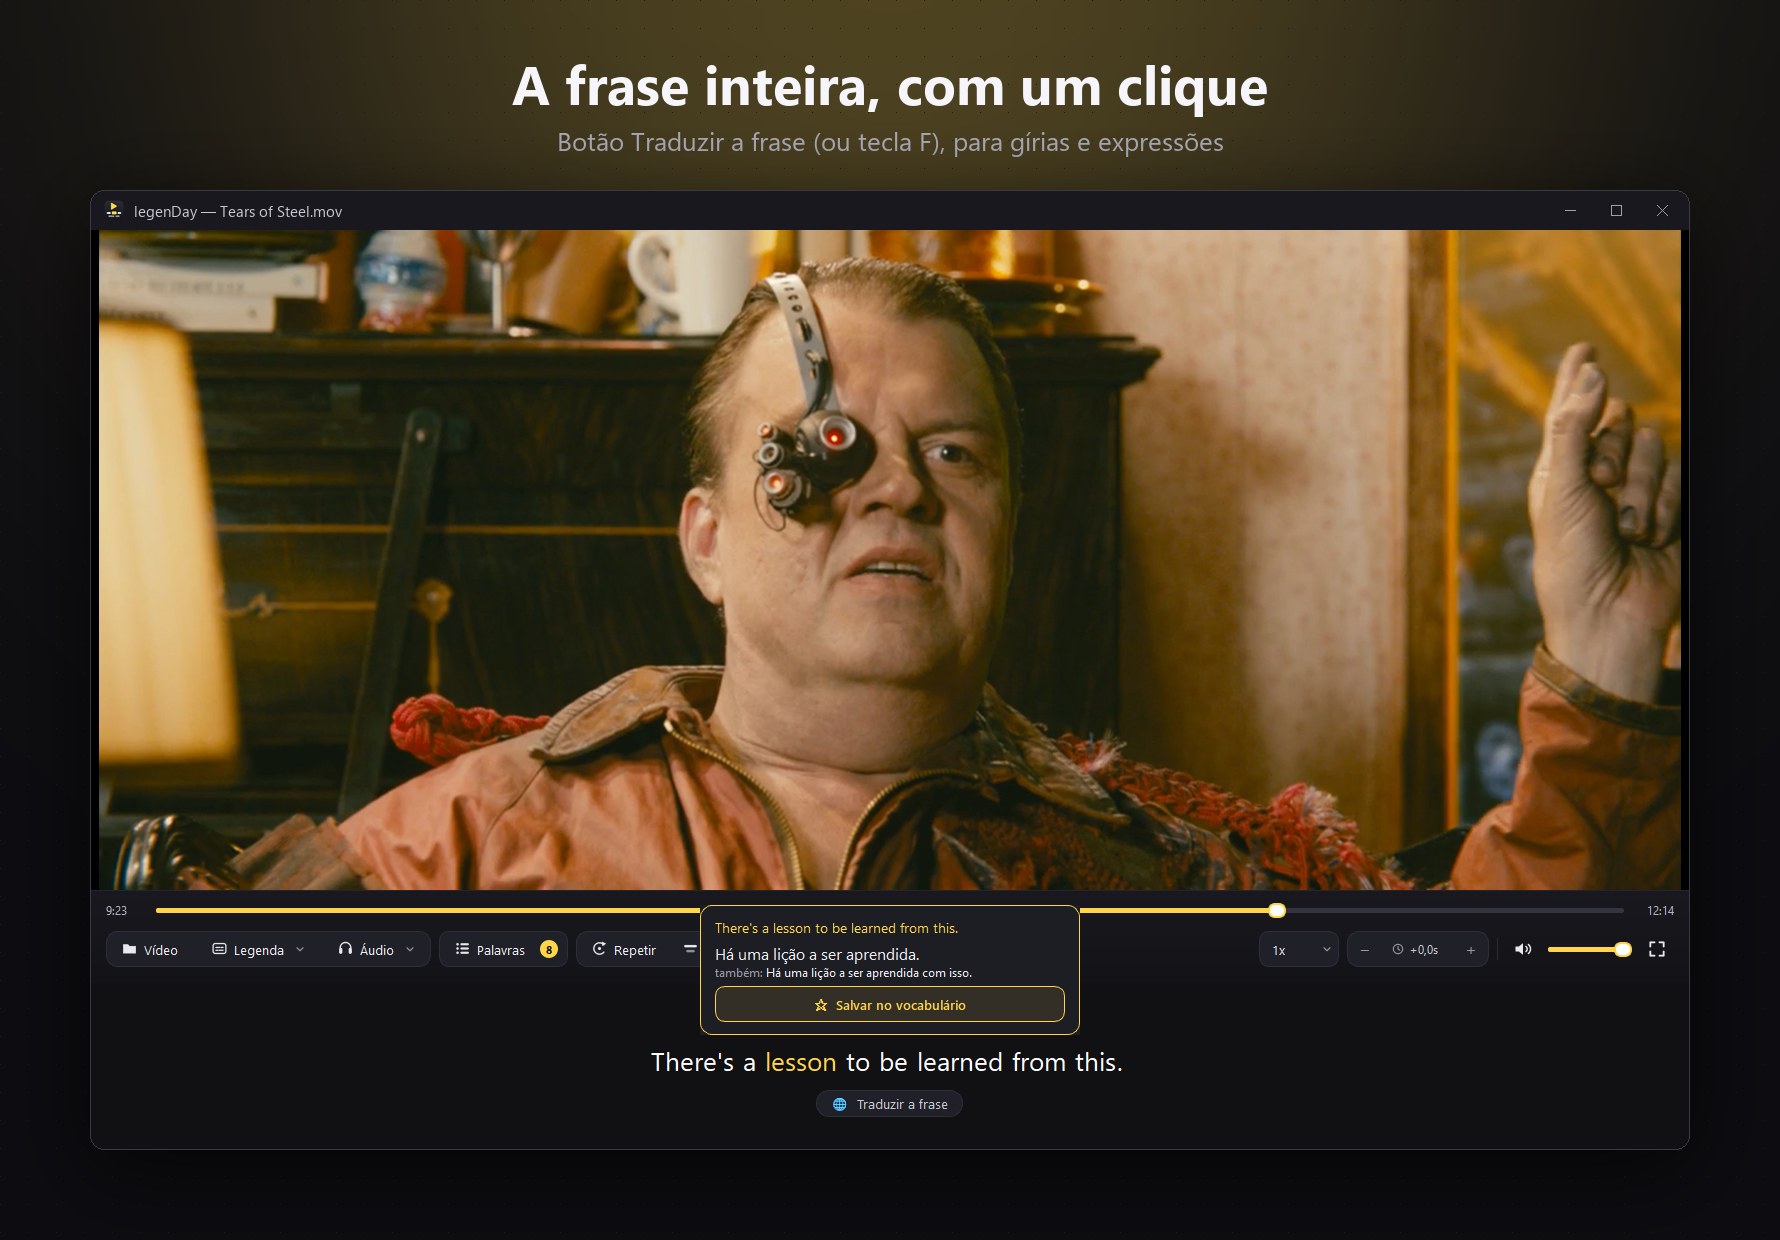 A frase inteira, com um clique
Botão Traduzir a frase (ou tecla F), para gírias e expressões
legenDay — Tears of Steel.mov
9:23
12:14
Vídeo
Legenda
Áudio
Palavras 8
Repetir
1x
− +0,0s +
There's a lesson to be learned from this.
Há uma lição a ser aprendida.
também: Há uma lição a ser aprendida com isso.
Salvar no vocabulário
There's a lesson to be learned from this.
Traduzir a frase